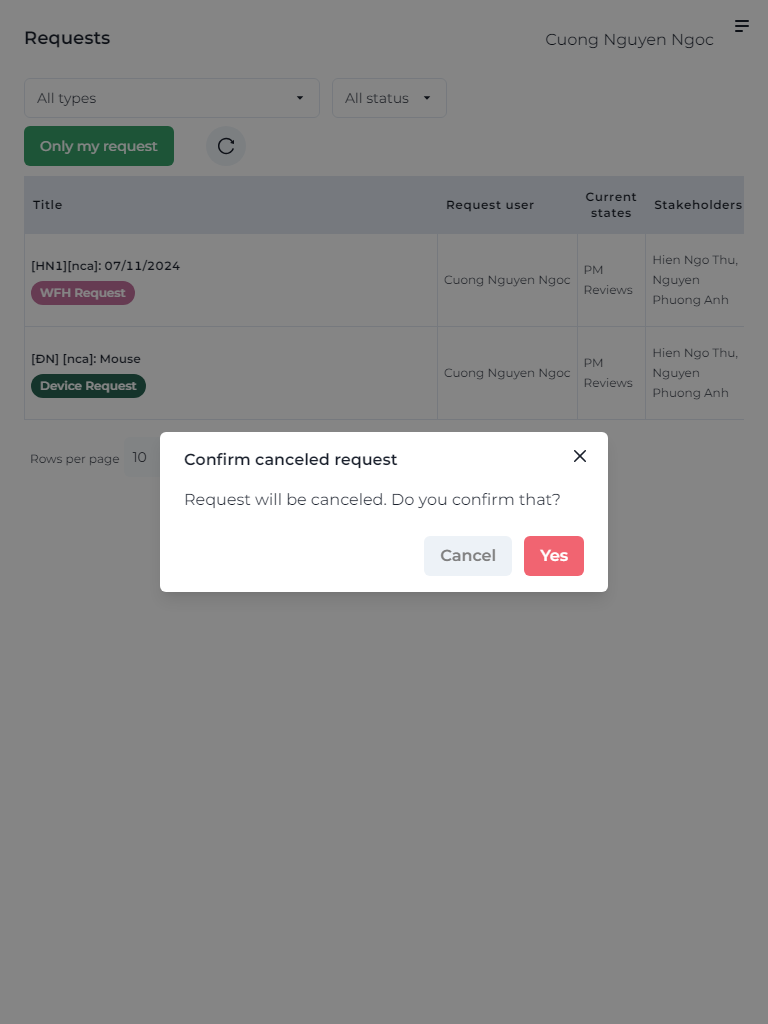 Requests
Cuong Nguyen Ngoc
All types
All status
Only my request
Title
Request user
Current
states
Stakeholders
[HN1][nca]: 07/11/2024
WFH Request
Cuong Nguyen Ngoc
PM
Reviews
Hien Ngo Thu,
Nguyen
Phuong Anh
[ĐN] [nca]: Mouse
Device Request
Cuong Nguyen Ngoc
PM
Reviews
Hien Ngo Thu,
Nguyen
Phuong Anh
Rows per page
10
Confirm canceled request
Request will be canceled. Do you confirm that?
Cancel
Yes